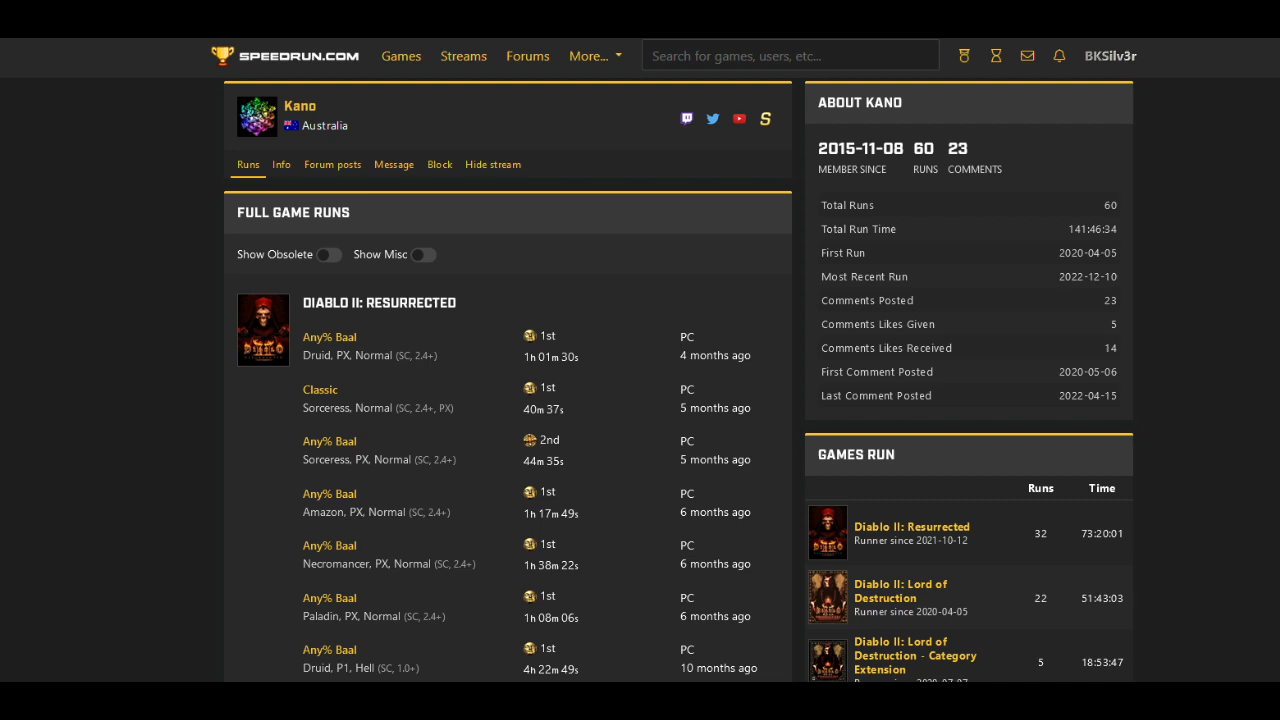 SPEEDRUN.COM Games Streams Forums More... Search for games, users, etc... BKSilv3r
Kano
Australia
Runs Info Forum posts Message Block Hide stream
FULL GAME RUNS
Show Obsolete Show Misc
DIABLO II: RESURRECTED
Any% Baal 1st PC
Druid, PX, Normal (SC, 2.4+) 1h 01m 30s 4 months ago
Classic 1st PC
Sorceress, Normal (SC, 2.4+, PX) 40m 37s 5 months ago
Any% Baal 2nd PC
Sorceress, PX, Normal (SC, 2.4+) 44m 35s 5 months ago
Any% Baal 1st PC
Amazon, PX, Normal (SC, 2.4+) 1h 17m 49s 6 months ago
Any% Baal 1st PC
Necromancer, PX, Normal (SC, 2.4+) 1h 38m 22s 6 months ago
Any% Baal 1st PC
Paladin, PX, Normal (SC, 2.4+) 1h 08m 06s 6 months ago
Any% Baal 1st PC
Druid, P1, Hell (SC, 1.0+) 4h 22m 49s 10 months ago
ABOUT KANO
2015-11-08 60 23
MEMBER SINCE RUNS COMMENTS
Total Runs 60
Total Run Time 141:46:34
First Run 2020-04-05
Most Recent Run 2022-12-10
Comments Posted 23
Comments Likes Given 5
Comments Likes Received 14
First Comment Posted 2020-05-06
Last Comment Posted 2022-04-15
GAMES RUN
Runs Time
Diablo II: Resurrected 32 73:20:01
Runner since 2021-10-12
Diablo II: Lord of
Destruction 22 51:43:03
Runner since 2020-04-05
Diablo II: Lord of
Destruction - Category 5 18:53:47
Extension